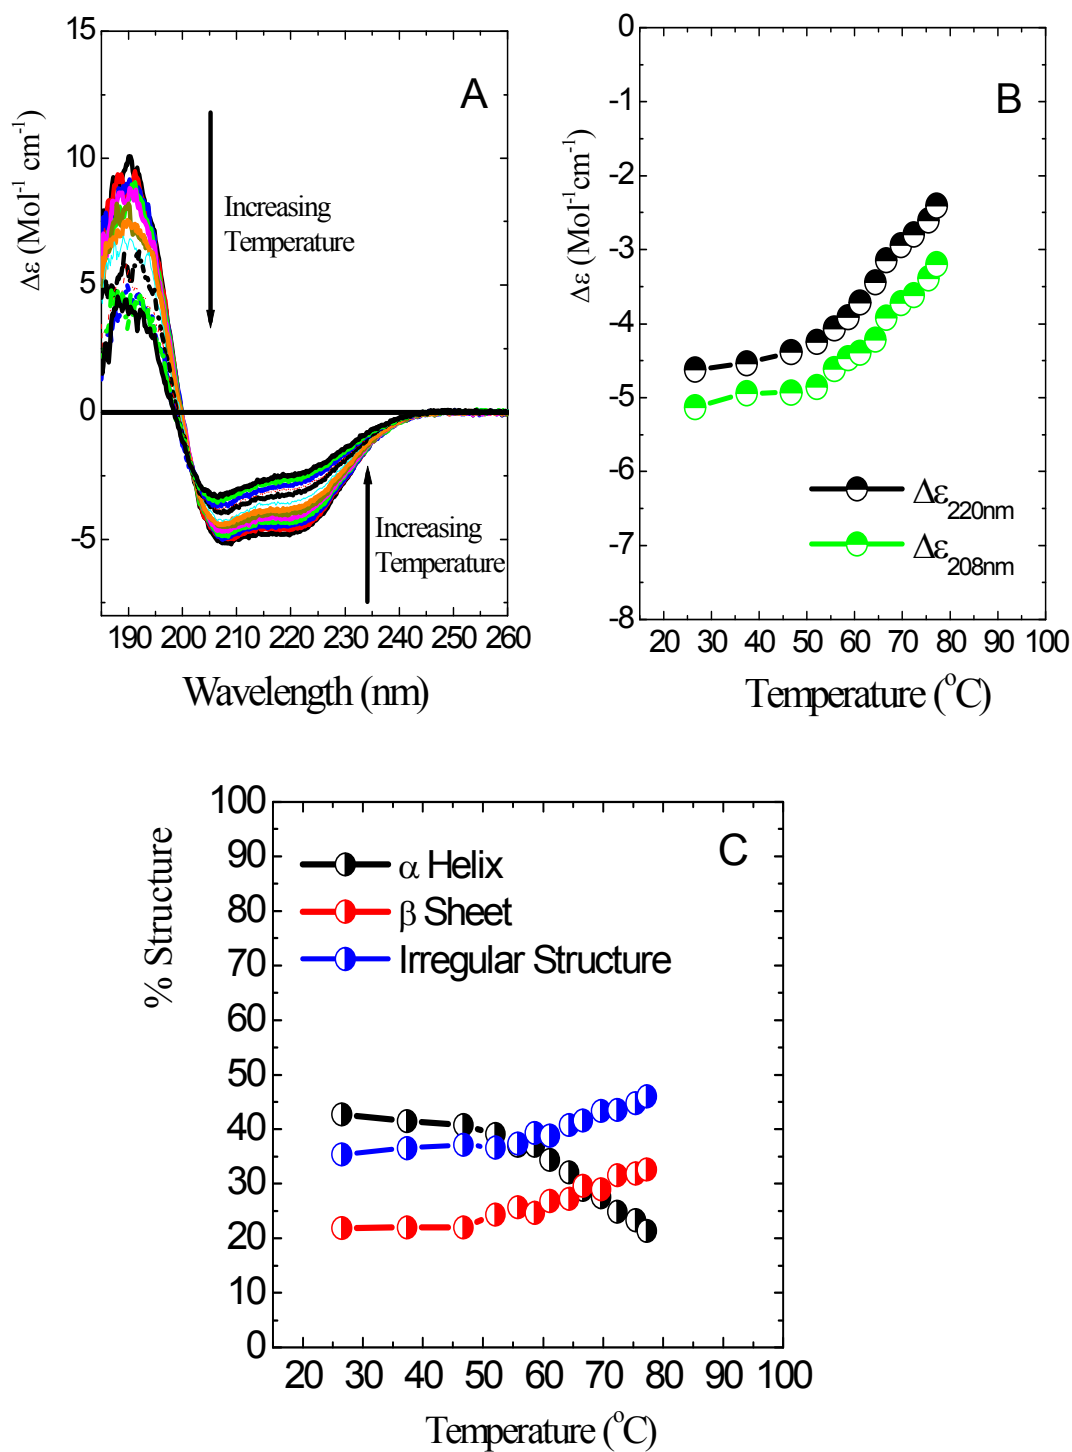 A
15
10
5
0
-5
Δε (Mol-1 cm-1)
Increasing
Temperature
Increasing
Temperature
190 200 210 220 230 240 250 260
Wavelength (nm)
B
-0
-1
-2
-3
-4
-5
-6
-7
-8
Δε (Mol-1cm-1)
Δε220nm
Δε208nm
20 30 40 50 60 70 80 90 100
Temperature (oC)
C
100
90
80
70
60
50
40
30
20
10
0
% Structure
α Helix
β Sheet
Irregular Structure
20 30 40 50 60 70 80 90 100
Temperature (oC)